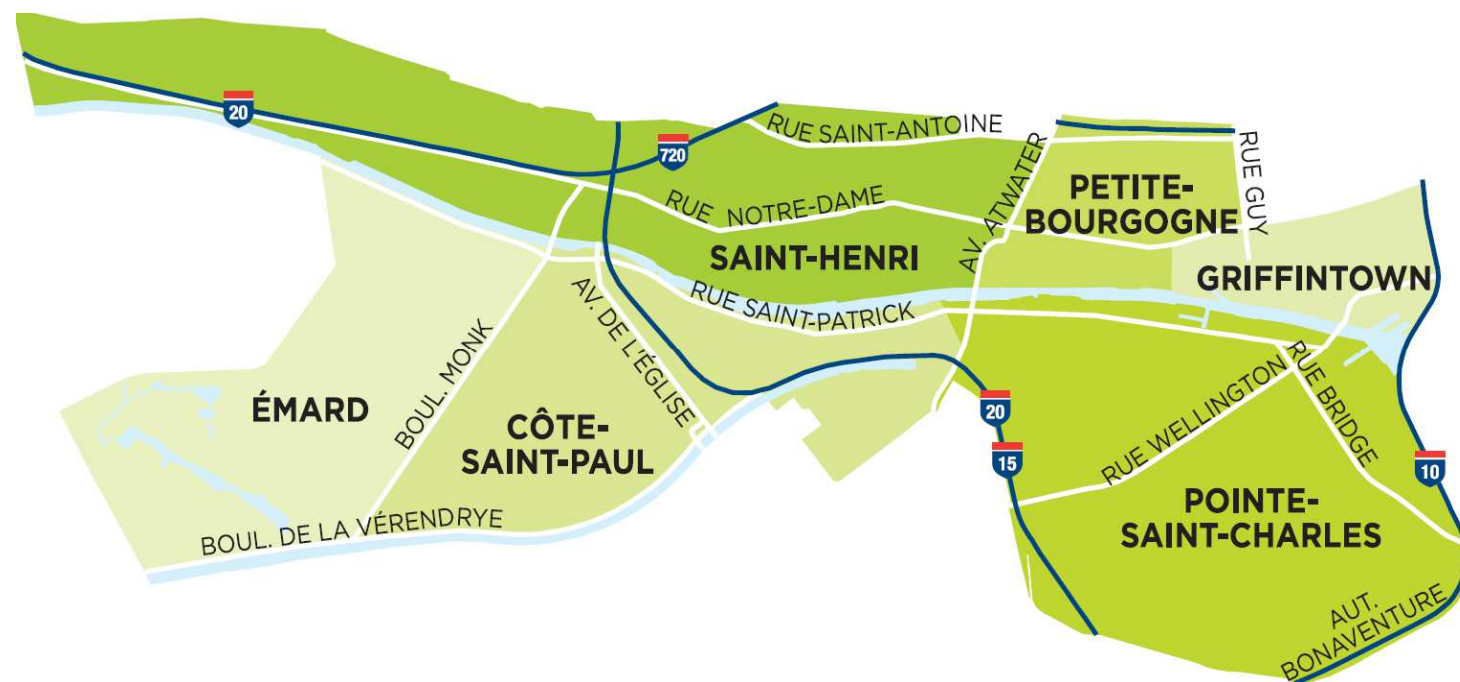 20
720
RUE SAINT-ANTOINE
RUE NOTRE-DAME
AV. ATWATER
RUE GUY
PETITE-
BOURGOGNE
SAINT-HENRI
GRIFFINTOWN
RUE SAINT-PATRICK
AV. DE L'ÉGLISE
BOUL. MONK
ÉMARD
CÔTE-
SAINT-PAUL
BOUL. DE LA VÉRENDRYE
20
15
RUE WELLINGTON
RUE BRIDGE
10
POINTE-
SAINT-CHARLES
AUT.
BONAVENTURE